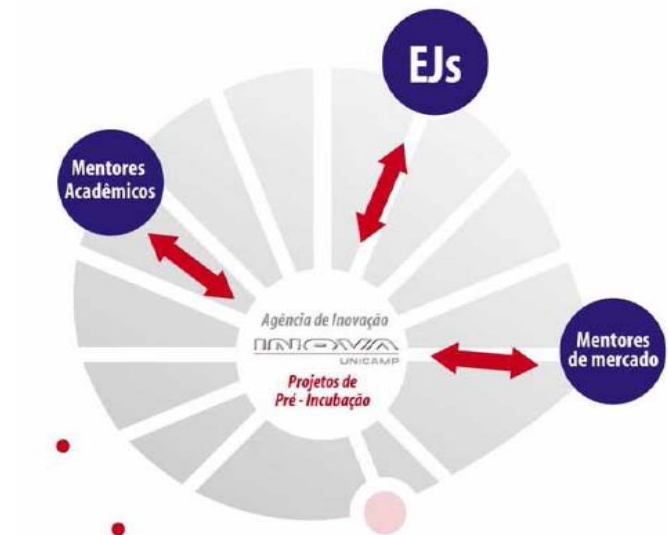 EJs
Mentores
Acadêmicos
Agência de Inovação
INOVA
UNICAMP
Projetos de
Pré - Incubação
Mentores
de mercado